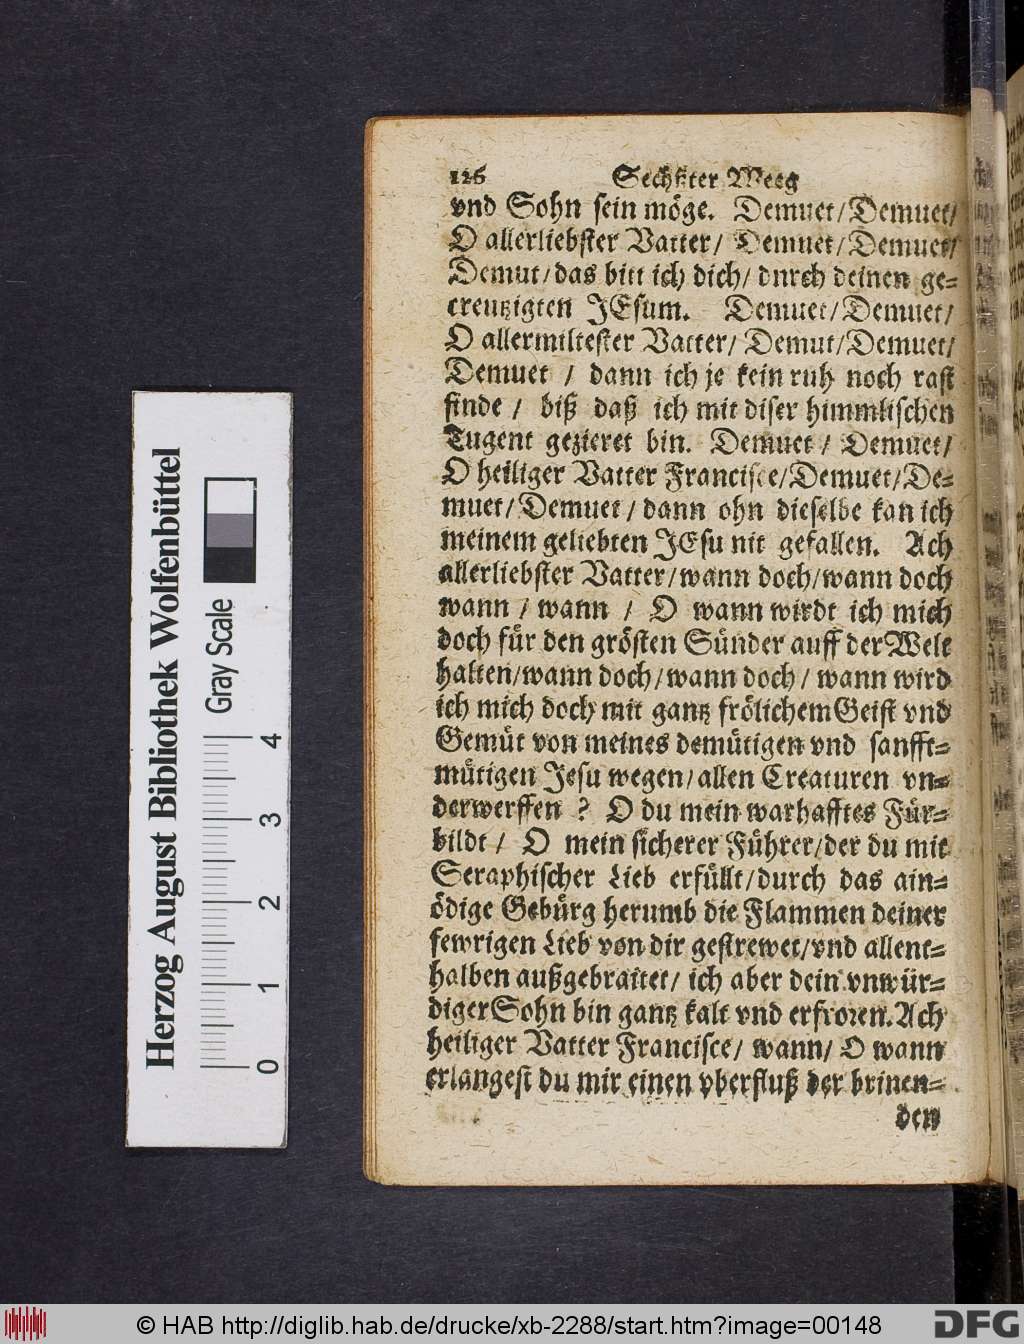 126 Sechster Weeg
vnd Sohn sein möge. Demuet/Demuet/
O allerliebster Vatter/ Demuet/Demuet/
Demut/das bitt ich dich/ dnrch deinen ge=
creutzigten JEsum. Demuet/Demuet/
O allermiltester Vatter/ Demut/Demuet/
Demuet / dann ich je kein ruh noch rast
finde / biß daß ich mit diser himmlischen
Tugent gezieret bin. Demuet/ Demuet/
O heiliger Vatter Francisce/Demuet/De=
muet/Demuet/dann ohn dieselbe kan ich
meinem geliebten JEsu nit gefallen. Ach
allerliebster Vatter/wann doch/wann doch
wann / wann / O wann wirdt ich mich
doch für den grösten Sünder auff der Welt
halten/wann doch/wann doch/ wann wird
ich mich doch mit gantz frölichem Geist vnd
Gemüt von meines demütigen vnd sanfft=
mütigen Jesu wegen/allen Creaturen vn=
derwerffen ? O du mein warhafftes Für=
bildt / O mein sicherer Führer/der du mit
Seraphischer Lieb erfüllt/durch das ain=
ödige Gebürg herumb die Flammen deiner
fewrigen Lieb von dir gestrewet/vnd allent=
halben außgebraitet/ ich aber dein vnwür=
diger Sohn bin gantz kalt vnd erfroren. Ach
heiliger Vatter Francisce/ wann/ O wann
erlangest du mir einen vberfluß der brinen=
den
Herzog August Bibliothek Wolfenbüttel
Gray Scale
0 1 2 3 4
© HAB http://diglib.hab.de/drucke/xb-2288/start.htm?image=00148
DFG